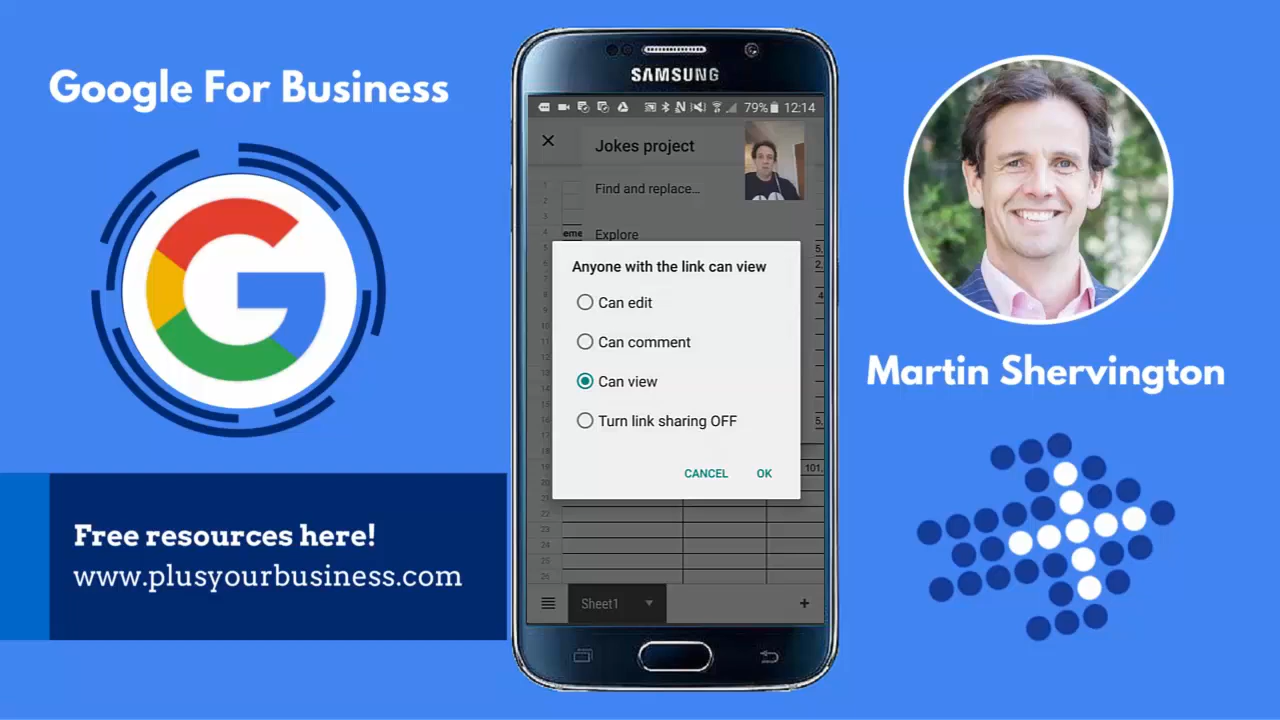 Google For Business
Free resources here!
www.plusyourbusiness.com
SAMSUNG
79% 12:14
Jokes project
Find and replace...
Explore
eme
Anyone with the link can view
Can edit
Can comment
Can view
Turn link sharing OFF
CANCEL OK
101,
Sheet1
Martin Shervington